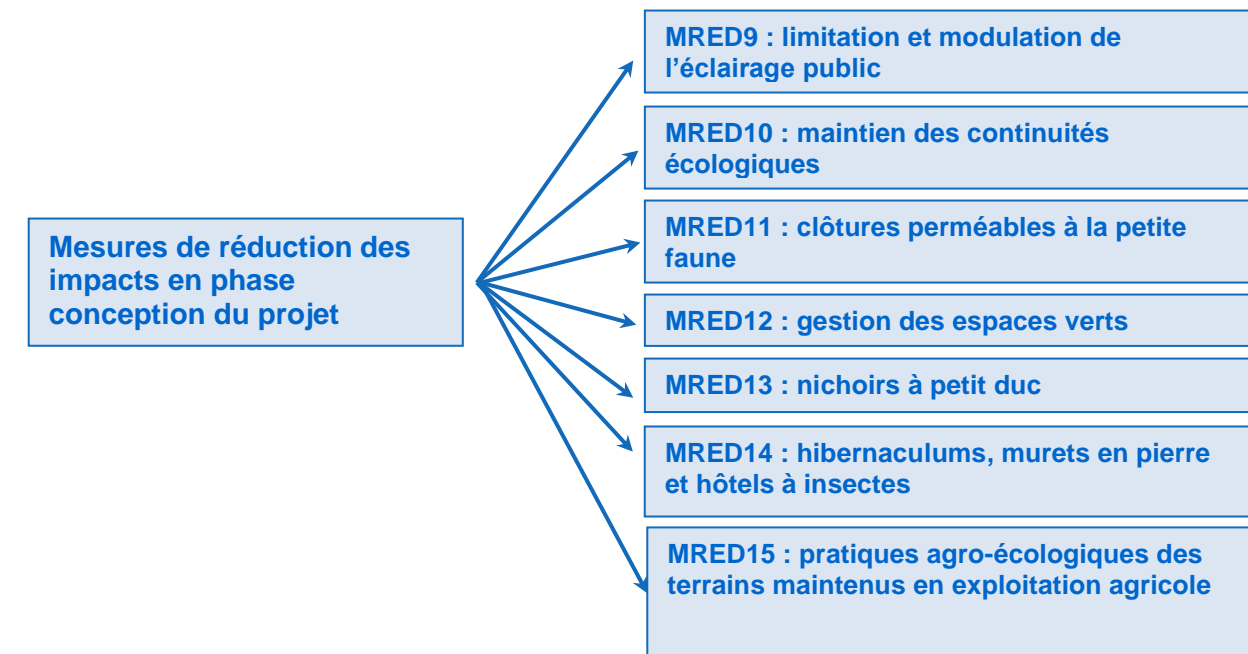 MRED9 : limitation et modulation de
l'éclairage public
MRED10 : maintien des continuités
écologiques
MRED11 : clôtures perméables à la petite
faune
Mesures de réduction des
impacts en phase
conception du projet
MRED12 : gestion des espaces verts
MRED13 : nichoirs à petit duc
MRED14 : hibernaculums, murets en pierre
et hôtels à insectes
MRED15 : pratiques agro-écologiques des
terrains maintenus en exploitation agricole